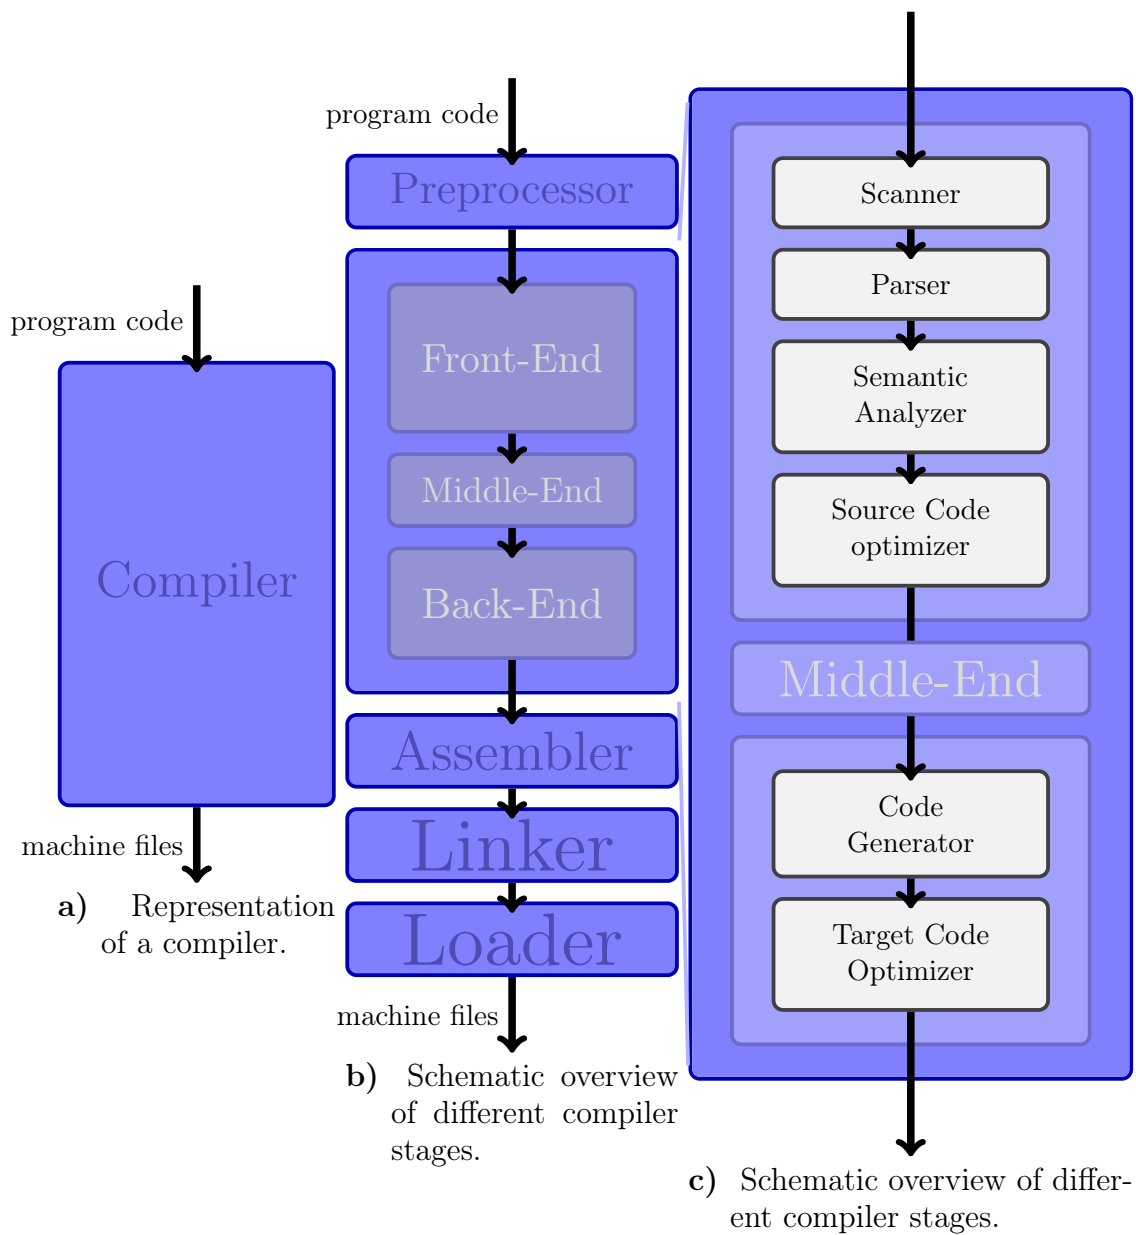 program code
Compiler
machine files
a) Representation
of a compiler.
program code
Preprocessor
Front-End
Middle-End
Back-End
Assembler
Linker
Loader
machine files
b) Schematic overview
of different compiler
stages.
Scanner
Parser
Semantic
Analyzer
Source Code
optimizer
Middle-End
Code
Generator
Target Code
Optimizer
c) Schematic overview of differ-
ent compiler stages.